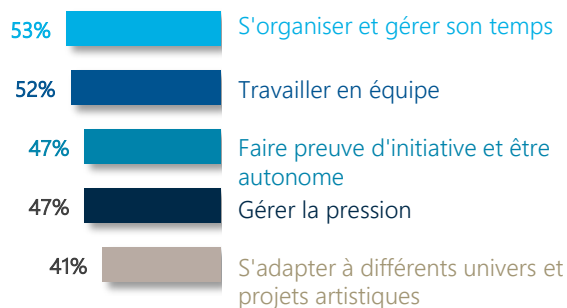 53% S'organiser et gérer son temps
52% Travailler en équipe
47% Faire preuve d'initiative et être
autonome
47% Gérer la pression
41% S'adapter à différents univers et
projets artistiques